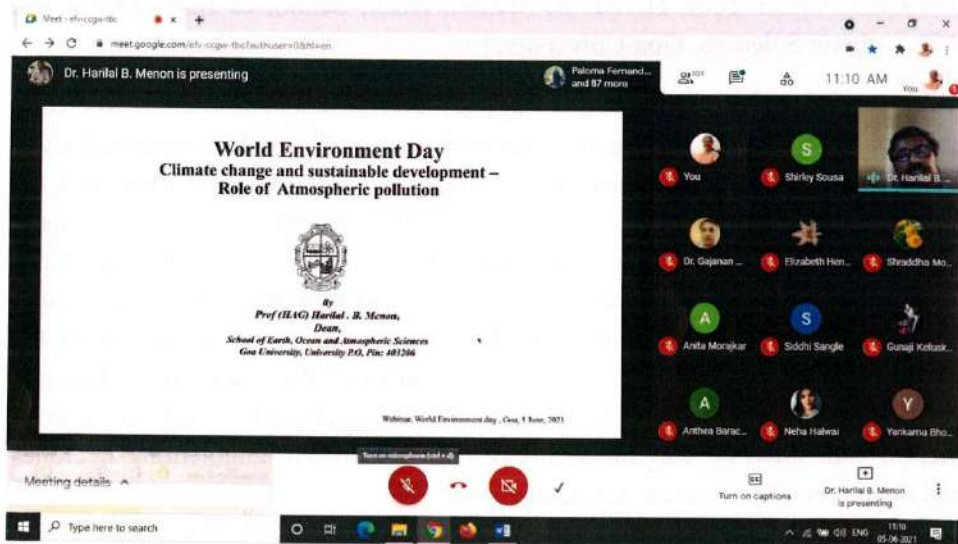 Meet - efv-ccgw-tbc
meet.google.com/efv-ccgw-tbc?authuser=0&hl=en
Dr. Harilal B. Menon is presenting
Paloma Fernand...
and 87 more
101
11:10 AM
You
World Environment Day
Climate change and sustainable development –
Role of Atmospheric pollution
By
Prof (HAG) Harilal . B. Menon,
Dean,
School of Earth, Ocean and Atmospheric Sciences
Goa University, University P.O, Pin: 403206
Webinar, World Environment day , Goa, 5 June, 2021
You
S
Shirley Sousa
Dr. Harilal B. ...
Dr. Gajanan ...
Elizabeth Hen...
Shraddha Mo...
A
Anita Morajkar
S
Siddhi Sangle
Gunaji Ketusk...
A
Anthea Barac...
Neha Halwai
Y
Yenkama Bho...
Turn on microphone (ctrl + d)
Meeting details
Turn on captions
Dr. Harilal B. Menon
is presenting
Type here to search
ENG
11:10
05-06-2021